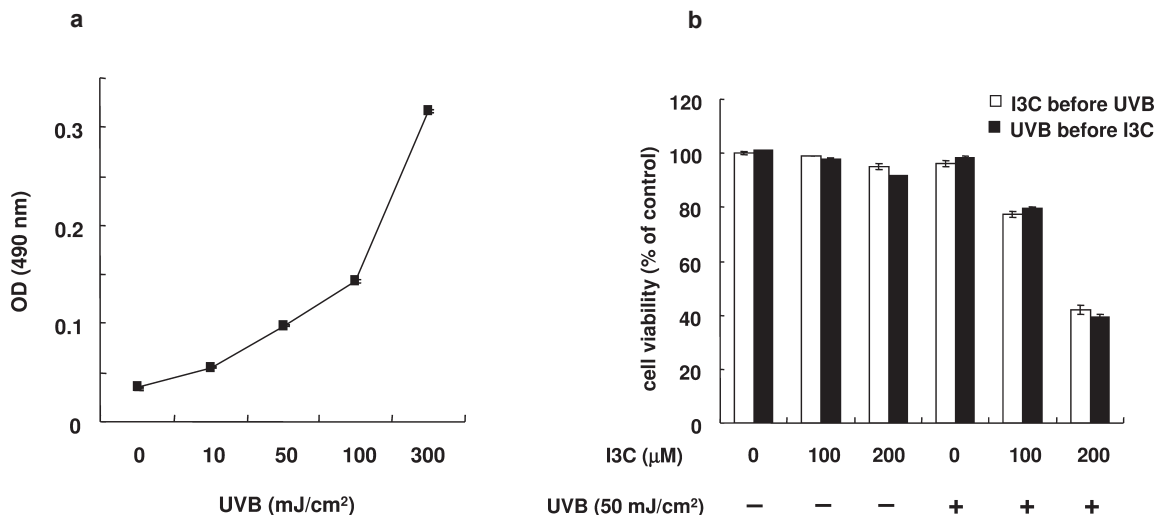 a
OD (490 nm)
0.3
0.2
0.1
0
0 10 50 100 300
UVB (mJ/cm²)
b
I3C before UVB
UVB before I3C
cell viability (% of control)
120
100
80
60
40
20
0
I3C (µM) 0 100 200 0 100 200
UVB (50 mJ/cm²) − − − + + +